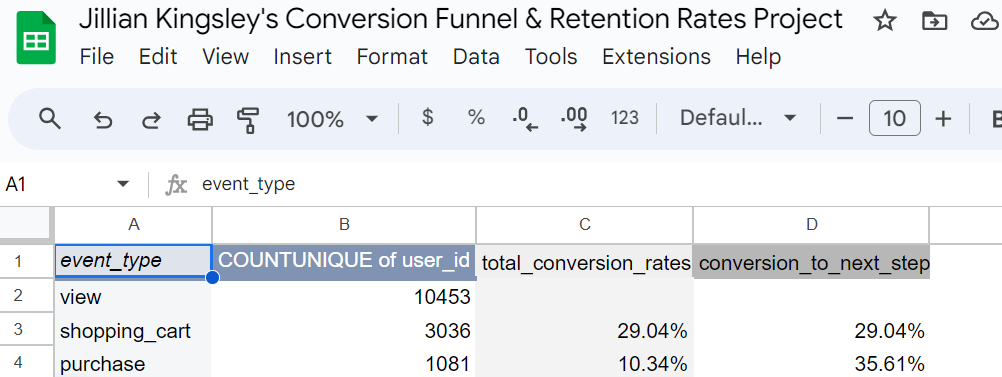 Jillian Kingsley's Conversion Funnel & Retention Rates Project
File Edit View Insert Format Data Tools Extensions Help
100% $ % .0 .00 123 Defaul... − 10 + B
A1 fx event_type
A B C D
1 event_type COUNTUNIQUE of user_id total_conversion_rates conversion_to_next_step
2 view 10453
3 shopping_cart 3036 29.04% 29.04%
4 purchase 1081 10.34% 35.61%